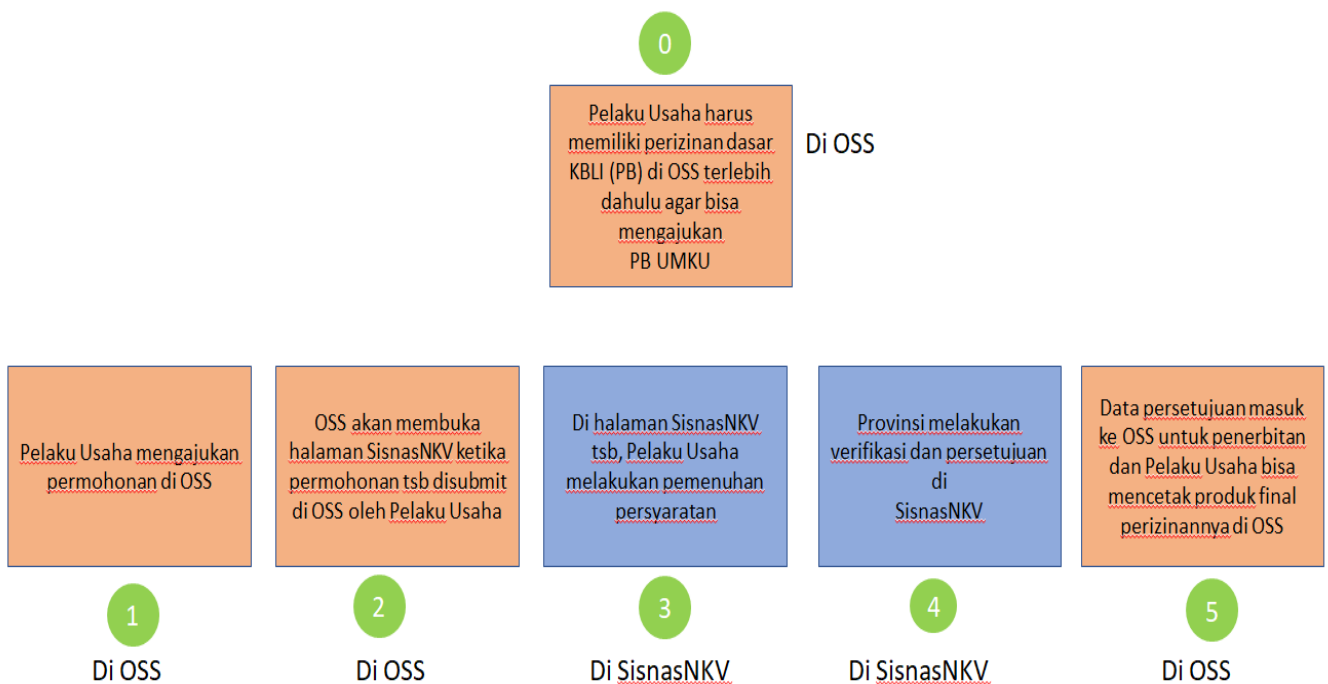 0
Pelaku Usaha harus
memiliki perizinan dasar
KBLI (PB) di OSS terlebih
dahulu agar bisa
mengajukan
PB UMKU
Di OSS
Pelaku Usaha mengajukan
permohonan di OSS
1
Di OSS
OSS akan membuka
halaman SisnasNKV ketika
permohonan tsb disubmit
di OSS oleh Pelaku Usaha
2
Di OSS
Di halaman SisnasNKV
tsb, Pelaku Usaha
melakukan pemenuhan
persyaratan
3
Di SisnasNKV
Provinsi melakukan
verifikasi dan persetujuan
di
SisnasNKV
4
Di SisnasNKV
Data persetujuan masuk
ke OSS untuk penerbitan
dan Pelaku Usaha bisa
mencetak produk final
perizinannya di OSS
5
Di OSS